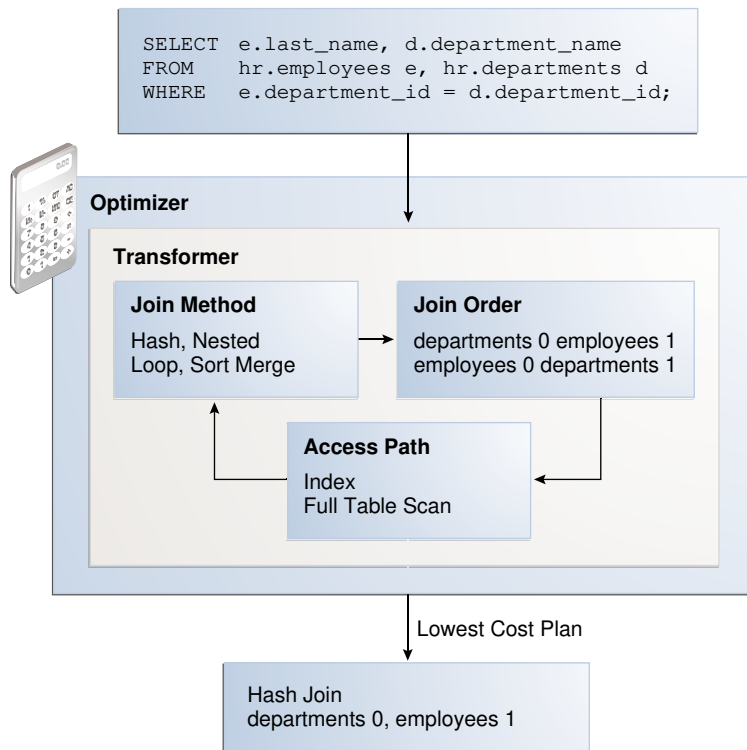 SELECT e.last_name, d.department_name
FROM hr.employees e, hr.departments d
WHERE e.department_id = d.department_id;
Optimizer
Transformer
Join Method
Hash, Nested
Loop, Sort Merge
Join Order
departments 0 employees 1
employees 0 departments 1
Access Path
Index
Full Table Scan
Lowest Cost Plan
Hash Join
departments 0, employees 1